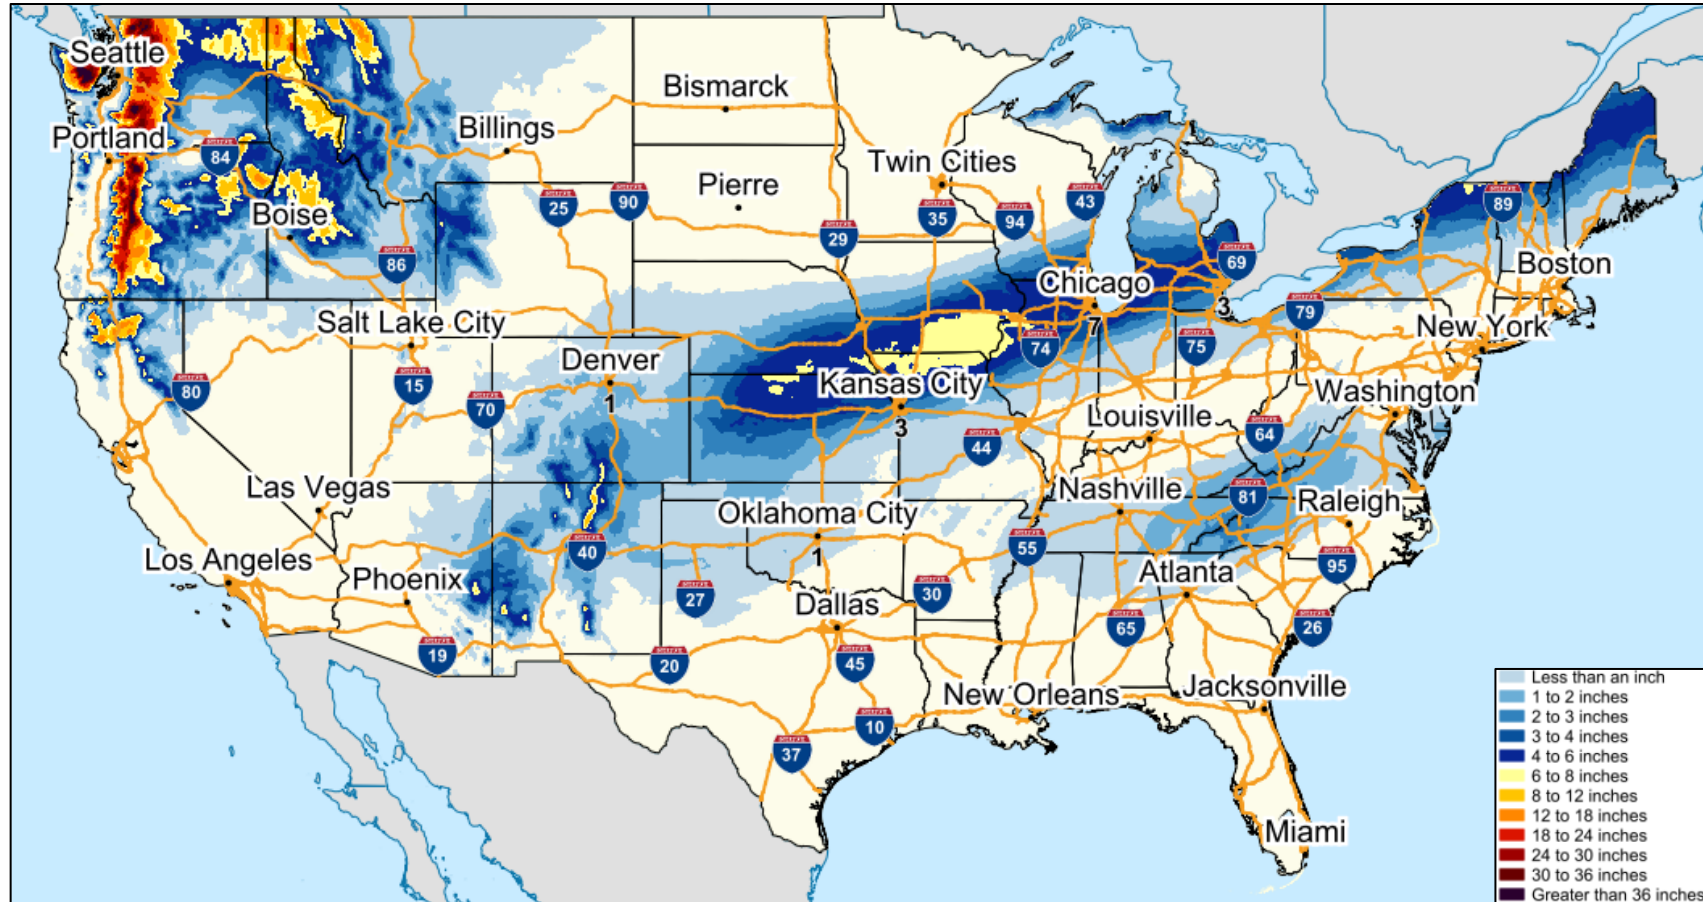 Seattle
Bismarck
Portland
Billings
84
Twin Cities
Pierre
Boise
25
90
43
35
94
89
29
86
69
Boston
Chicago
7
3
79
Salt Lake City
New York
74
75
Denver
1
80
15
70
Kansas City
3
Washington
Louisville
64
44
Las Vegas
Nashville
81
Raleigh
Oklahoma City
1
40
55
Los Angeles
Phoenix
95
Atlanta
27
30
Dallas
65
26
19
20
45
New Orleans
Jacksonville
10
37
Miami
Less than an inch
1 to 2 inches
2 to 3 inches
3 to 4 inches
4 to 6 inches
6 to 8 inches
8 to 12 inches
12 to 18 inches
18 to 24 inches
24 to 30 inches
30 to 36 inches
Greater than 36 inches